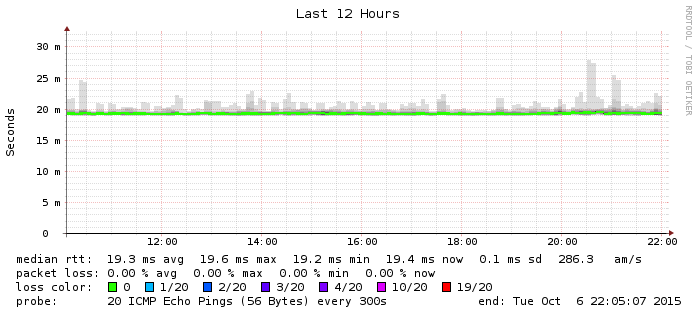 Last 12 Hours
RRDTOOL / TOBI OETIKER
Seconds
30 m
25 m
20 m
15 m
10 m
5 m
0
12:00 14:00 16:00 18:00 20:00 22:00
median rtt: 19.3 ms avg 19.6 ms max 19.2 ms min 19.4 ms now 0.1 ms sd 286.3 am/s
packet loss: 0.00 % avg 0.00 % max 0.00 % min 0.00 % now
loss color: 0 1/20 2/20 3/20 4/20 10/20 19/20
probe: 20 ICMP Echo Pings (56 Bytes) every 300s end: Tue Oct 6 22:05:07 2015